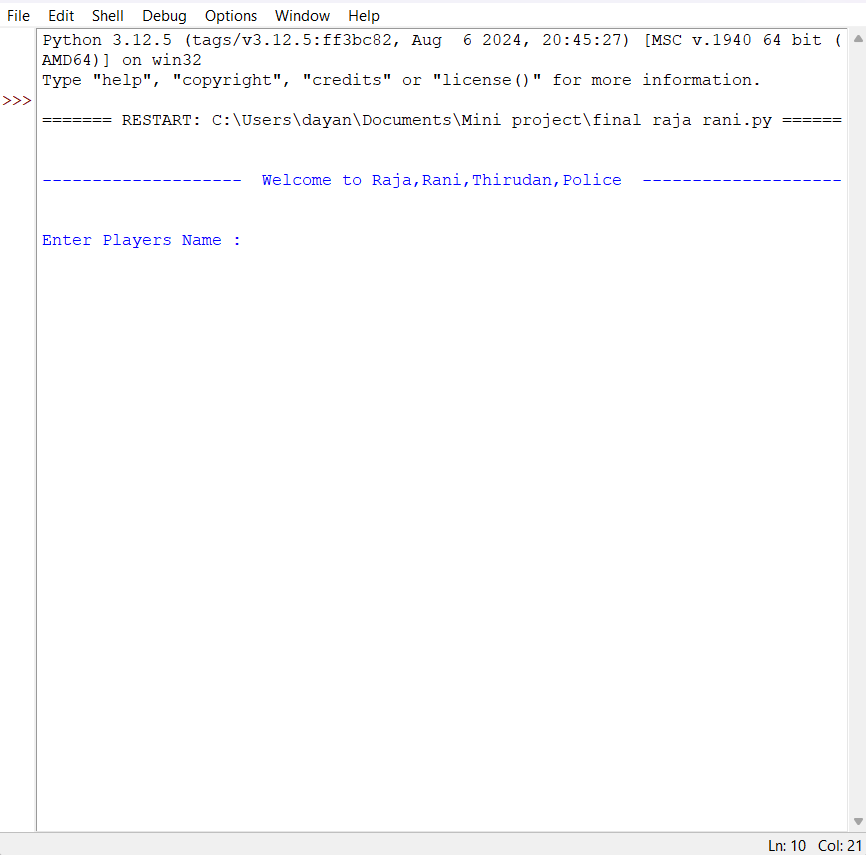 File Edit Shell Debug Options Window Help
Python 3.12.5 (tags/v3.12.5:ff3bc82, Aug  6 2024, 20:45:27) [MSC v.1940 64 bit (
AMD64)] on win32
Type "help", "copyright", "credits" or "license()" for more information.
>>>
======= RESTART: C:\Users\dayan\Documents\Mini project\final raja rani.py ======
--------------------  Welcome to Raja,Rani,Thirudan,Police  --------------------
Enter Players Name :
Ln: 10 Col: 21